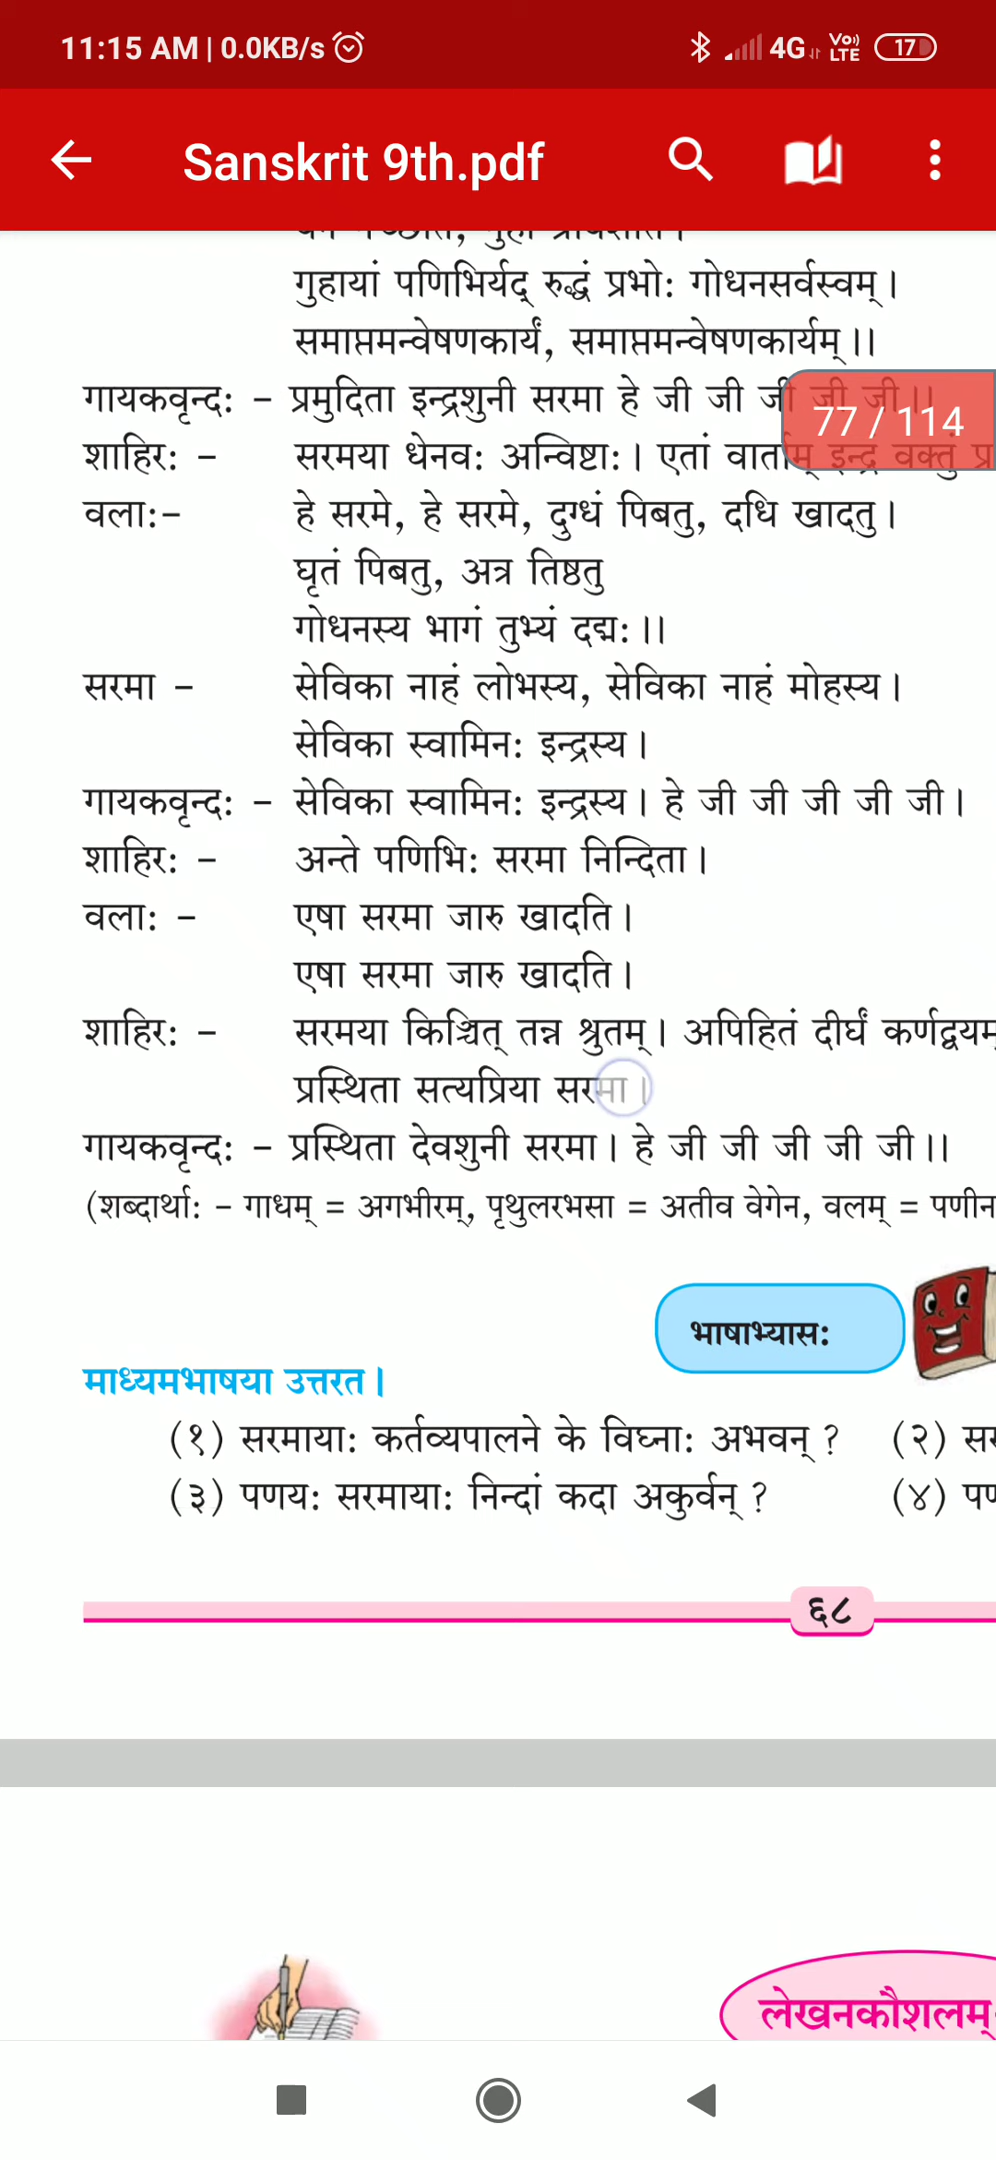 11:15 AM | 0.0KB/s 4G Vo)) LTE 17
Sanskrit 9th.pdf
गुहायां पणिभिर्यद् रुद्धं प्रभोः गोधनसर्वस्वम् ।
समाप्तमन्वेषणकार्यं, समाप्तमन्वेषणकार्यम् ।।
गायकवृन्दः – प्रमुदिता इन्द्रशुनी सरमा हे जी जी जी जी जी ।।
77 / 114
शाहिरः – सरमया धेनवः अन्विष्टाः । एतां वार्ताम् इन्द्रं वक्तुं
वलाः– हे सरमे, हे सरमे, दुग्धं पिबतु, दधि खादतु ।
घृतं पिबतु, अत्र तिष्ठतु
गोधनस्य भागं तुभ्यं दद्मः ।।
सरमा – सेविका नाहं लोभस्य, सेविका नाहं मोहस्य ।
सेविका स्वामिनः इन्द्रस्य ।
गायकवृन्दः – सेविका स्वामिनः इन्द्रस्य । हे जी जी जी जी जी ।
शाहिरः – अन्ते पणिभिः सरमा निन्दिता ।
वलाः – एषा सरमा जारु खादति ।
एषा सरमा जारु खादति ।
शाहिरः – सरमया किञ्चित् तन्न श्रुतम् । अपिहितं दीर्घं कर्णद्वयम्
प्रस्थिता सत्यप्रिया सरमा ।
गायकवृन्दः – प्रस्थिता देवशुनी सरमा । हे जी जी जी जी जी ।।
(शब्दार्थाः – गाधम् = अगभीरम्, पृथुलरभसा = अतीव वेगेन, वलम् = पणीन
भाषाभ्यासः
माध्यमभाषया उत्तरत ।
(१) सरमायाः कर्तव्यपालने के विघ्नाः अभवन् ? (२)
(३) पणयः सरमायाः निन्दां कदा अकुर्वन् ? (४)
६८
लेखनकौशलम्